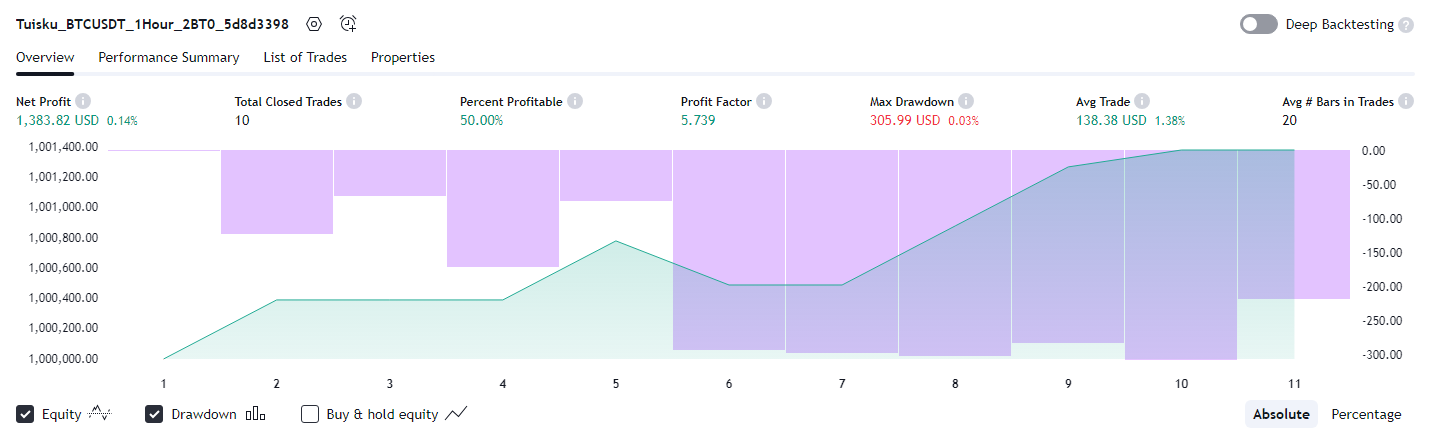 Tuisku_BTCUSDT_1Hour_2BT0_5d8d3398 Deep Backtesting ?
Overview Performance Summary List of Trades Properties
Net Profit i Total Closed Trades i Percent Profitable i Profit Factor i Max Drawdown i Avg Trade i Avg # Bars in Trades i
1,383.82 USD 0.14% 10 50.00% 5.739 305.99 USD 0.03% 138.38 USD 1.38% 20
1,001,400.00 0.00
1,001,200.00 -50.00
1,001,000.00 -100.00
1,000,800.00 -150.00
1,000,600.00 -200.00
1,000,400.00 -250.00
1,000,200.00 -300.00
1,000,000.00
1 2 3 4 5 6 7 8 9 10 11
Equity Drawdown Buy & hold equity Absolute Percentage